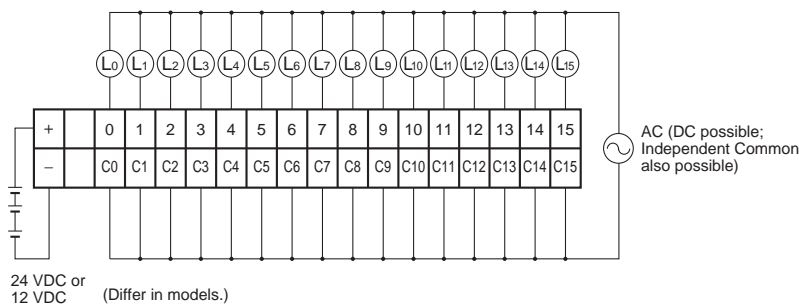 L0 L1 L2 L3 L4 L5 L6 L7 L8 L9 L10 L11 L12 L13 L14 L15
+ 0 1 2 3 4 5 6 7 8 9 10 11 12 13 14 15
− C0 C1 C2 C3 C4 C5 C6 C7 C8 C9 C10 C11 C12 C13 C14 C15
AC (DC possible;
Independent Common
also possible)
24 VDC or
12 VDC (Differ in models.)